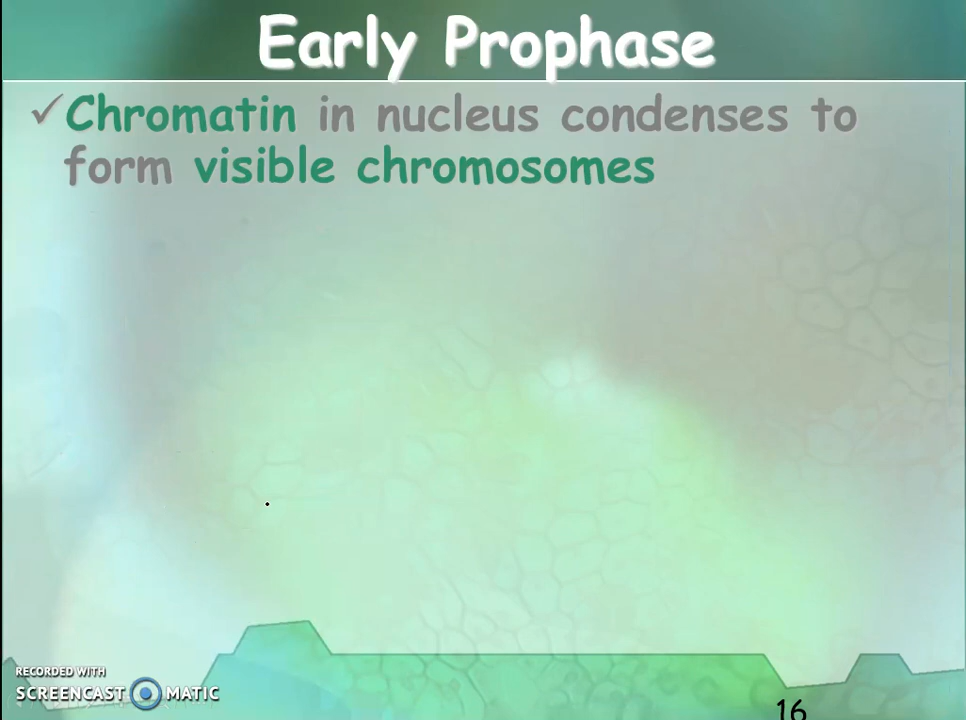 Early Prophase
✓Chromatin in nucleus condenses to
form visible chromosomes
RECORDED WITH
SCREENCAST MATIC
16